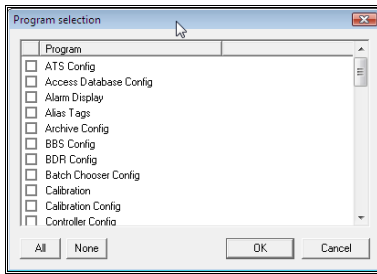 Program selection
Program
ATS Config
Access Database Config
Alarm Display
Alias Tags
Archive Config
BBS Config
BDR Config
Batch Chooser Config
Calibration
Calibration Config
Controller Config
All None OK Cancel